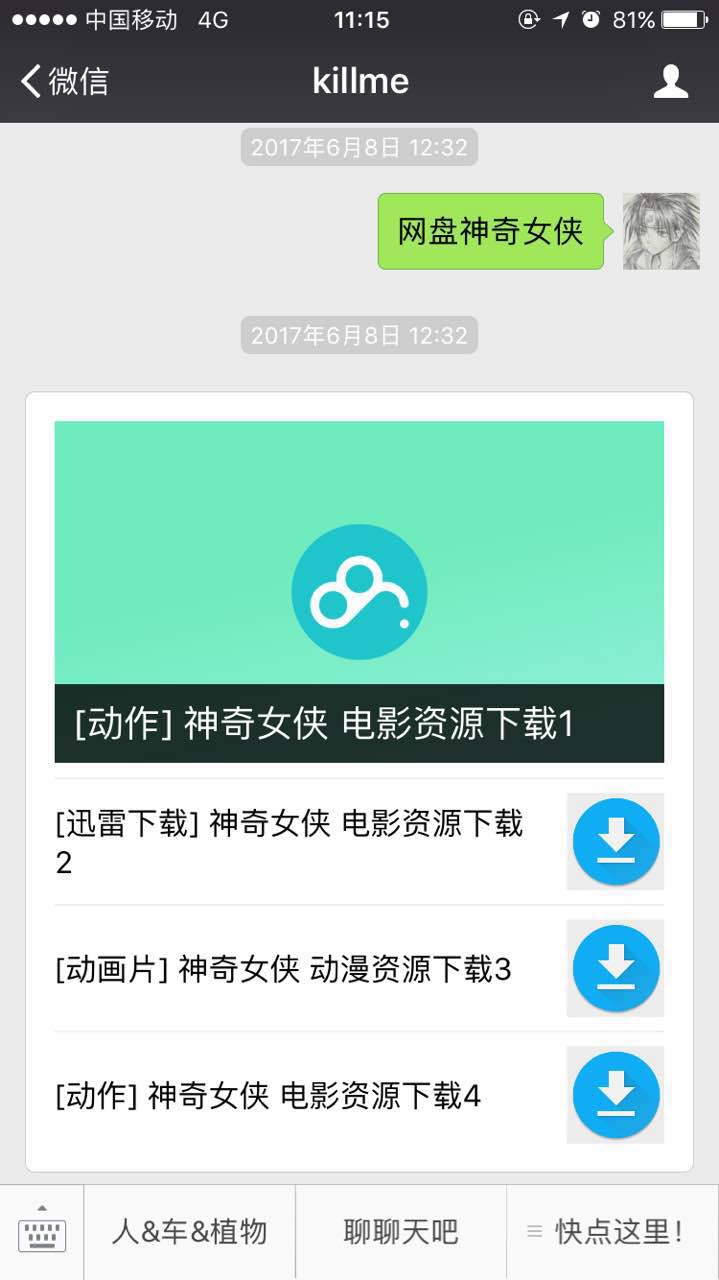 中国移动 4G 11:15 81%
微信 killme
2017年6月8日 12:32
网盘神奇女侠
2017年6月8日 12:32
[动作] 神奇女侠 电影资源下载1
[迅雷下载] 神奇女侠 电影资源下载
2
[动画片] 神奇女侠 动漫资源下载3
[动作] 神奇女侠 电影资源下载4
人&车&植物 聊聊天吧 快点这里！